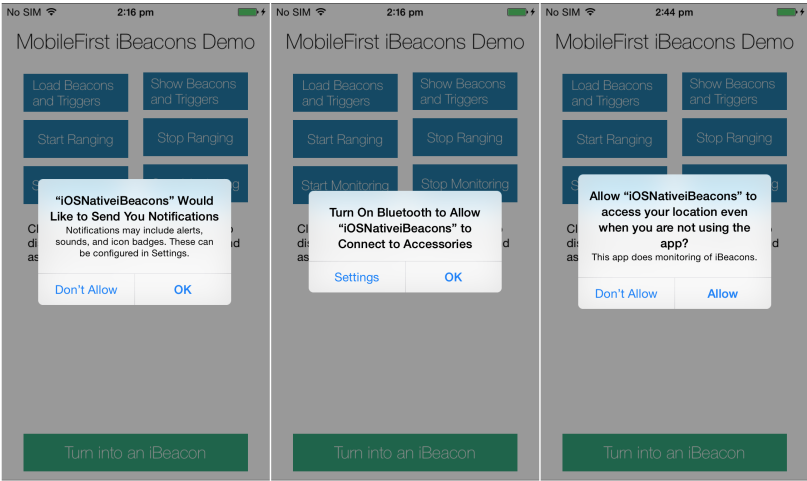 No SIM 2:16 pm
MobileFirst iBeacons Demo
Load Beacons
and Triggers
Show Beacons
and Triggers
Start Ranging
Stop Ranging
“iOSNativeiBeacons” Would
Like to Send You Notifications
Notifications may include alerts,
sounds, and icon badges. These can
be configured in Settings.
Don’t Allow
OK
Turn into an iBeacon
No SIM 2:16 pm
MobileFirst iBeacons Demo
Load Beacons
and Triggers
Show Beacons
and Triggers
Start Ranging
Stop Ranging
Start Monitoring
Stop Monitoring
Turn On Bluetooth to Allow
“iOSNativeiBeacons” to
Connect to Accessories
Settings
OK
Turn into an iBeacon
No SIM 2:44 pm
MobileFirst iBeacons Demo
Load Beacons
and Triggers
Show Beacons
and Triggers
Start Ranging
Stop Ranging
Allow “iOSNativeiBeacons” to
access your location even
when you are not using the
app?
This app does monitoring of iBeacons.
Don’t Allow
Allow
Turn into an iBeacon